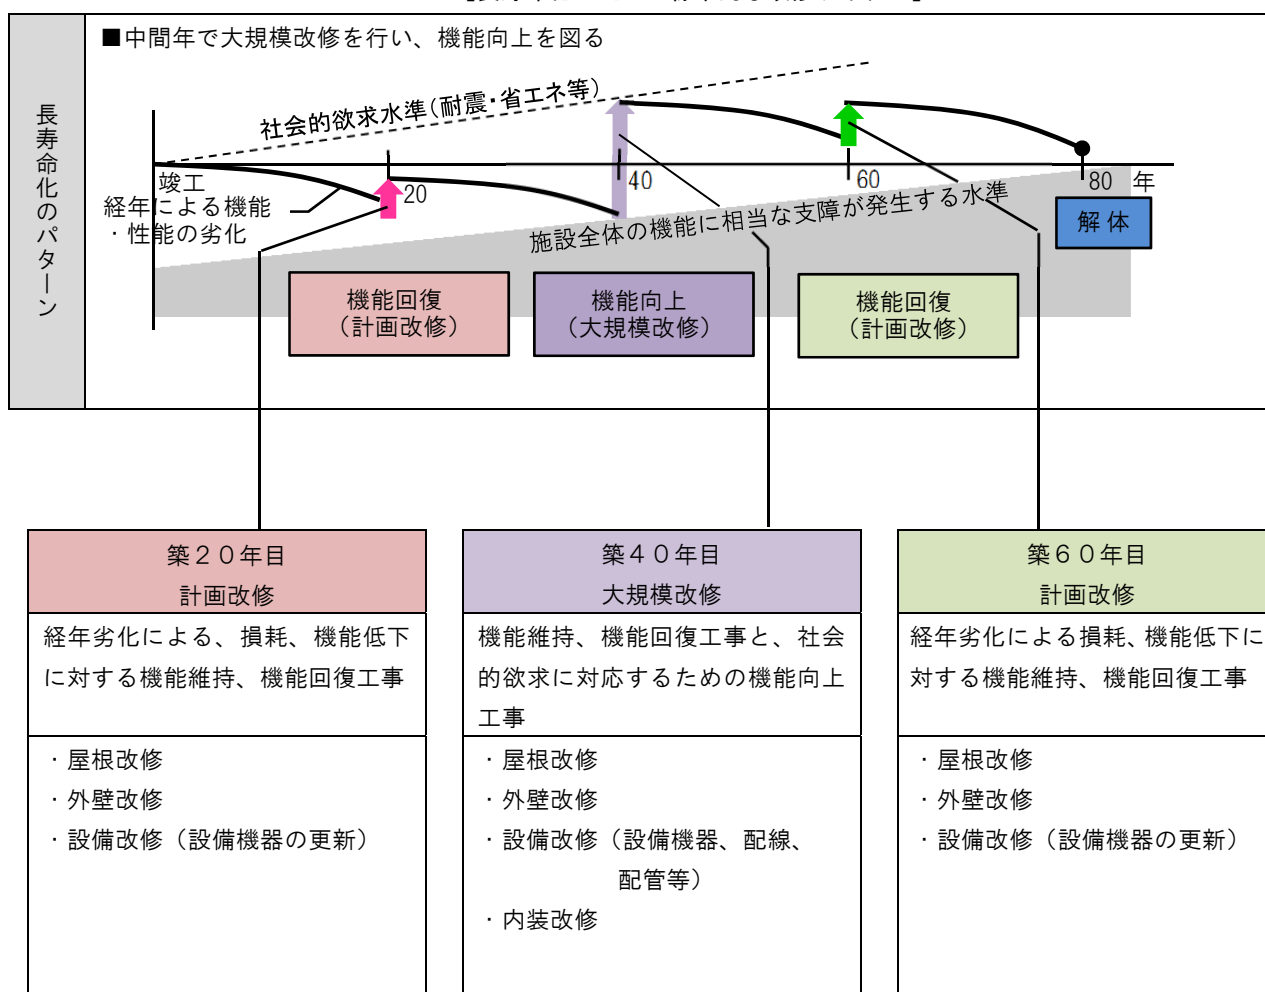 長寿命化のパターン
■中間年で大規模改修を行い、機能向上を図る
社会的欲求水準（耐震・省エネ等）
竣工
20
40
60
80 年
経年による機能
・性能の劣化
施設全体の機能に相当な支障が発生する水準
解 体
機能回復
（計画改修）
機能向上
（大規模改修）
機能回復
（計画改修）
築２０年目
計画改修
経年劣化による、損耗、機能低下
に対する機能維持、機能回復工事
・屋根改修
・外壁改修
・設備改修（設備機器の更新）
築４０年目
大規模改修
機能維持、機能回復工事と、社会
的欲求に対応するための機能向上
工事
・屋根改修
・外壁改修
・設備改修（設備機器、配線、
配管等）
・内装改修
築６０年目
計画改修
経年劣化による損耗、機能低下に
対する機能維持、機能回復工事
・屋根改修
・外壁改修
・設備改修（設備機器の更新）